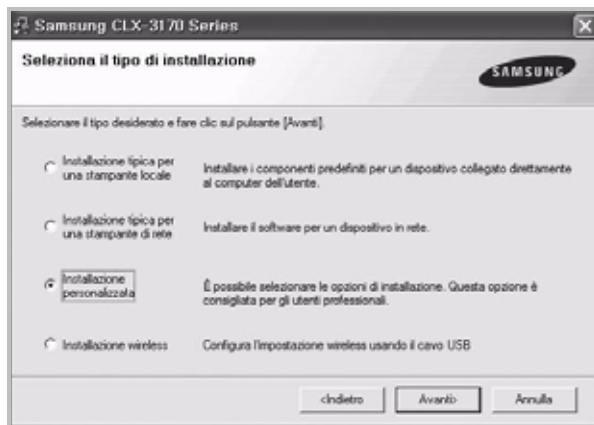 Samsung CLX-3170 Series
Seleziona il tipo di installazione
SAMSUNG
Selezionare il tipo desiderato e fare clic sul pulsante [Avanti].
Installazione tipica per
una stampante locale
Installare i componenti predefiniti per un dispositivo collegato direttamente
al computer dell'utente.
Installazione tipica per
una stampante di rete
Installare il software per un dispositivo in rete.
Installazione
personalizzata
È possibile selezionare le opzioni di installazione. Questa opzione è
consigliata per gli utenti professionali.
Installazione wireless
Configura l'impostazione wireless usando il cavo USB
<Indietro
Avanti>
Annulla